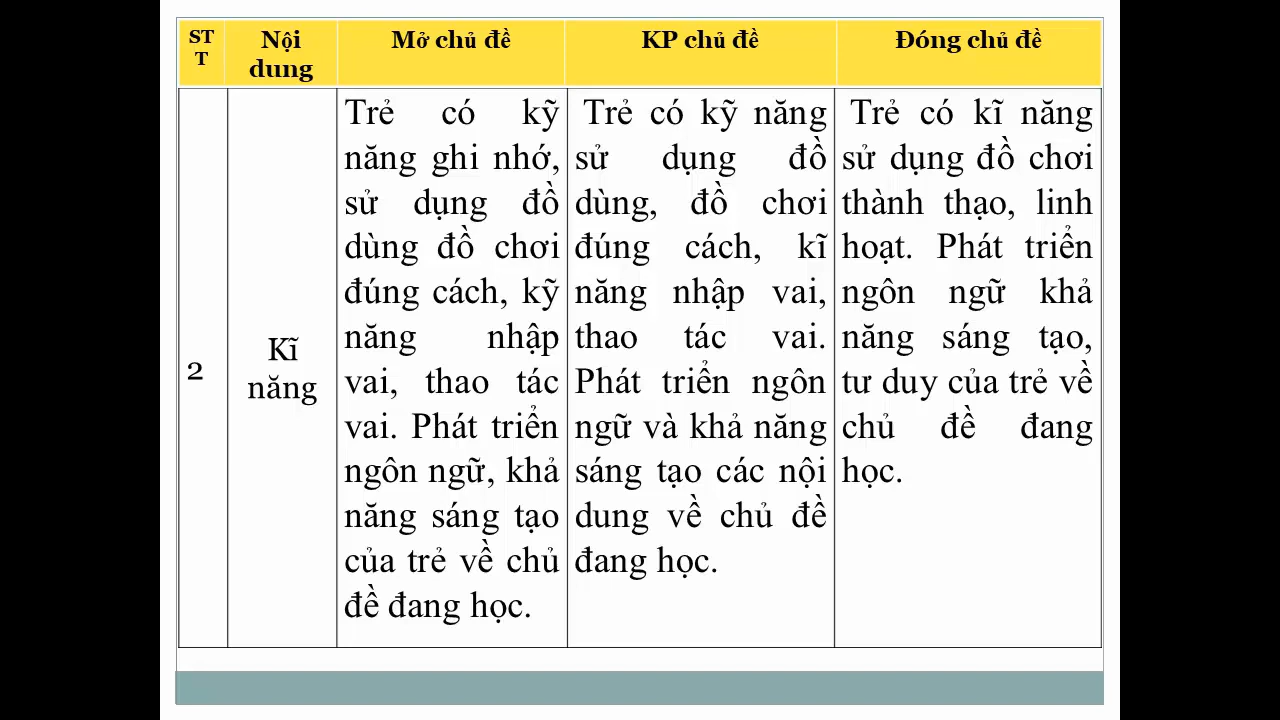 ST
T
Nội
dung
Mở chủ đề
KP chủ đề
Đóng chủ đề
2
Kĩ
năng
Trẻ có kỹ
năng ghi nhớ,
sử dụng đồ
dùng đồ chơi
đúng cách, kỹ
năng nhập
vai, thao tác
vai. Phát triển
ngôn ngữ, khả
năng sáng tạo
của trẻ về chủ
đề đang học.
Trẻ có kỹ năng
sử dụng đồ
dùng, đồ chơi
đúng cách, kĩ
năng nhập vai,
thao tác vai.
Phát triển ngôn
ngữ và khả năng
sáng tạo các nội
dung về chủ đề
đang học.
Trẻ có kĩ năng
sử dụng đồ chơi
thành thạo, linh
hoạt. Phát triển
ngôn ngữ khả
năng sáng tạo,
tư duy của trẻ về
chủ đề đang
học.